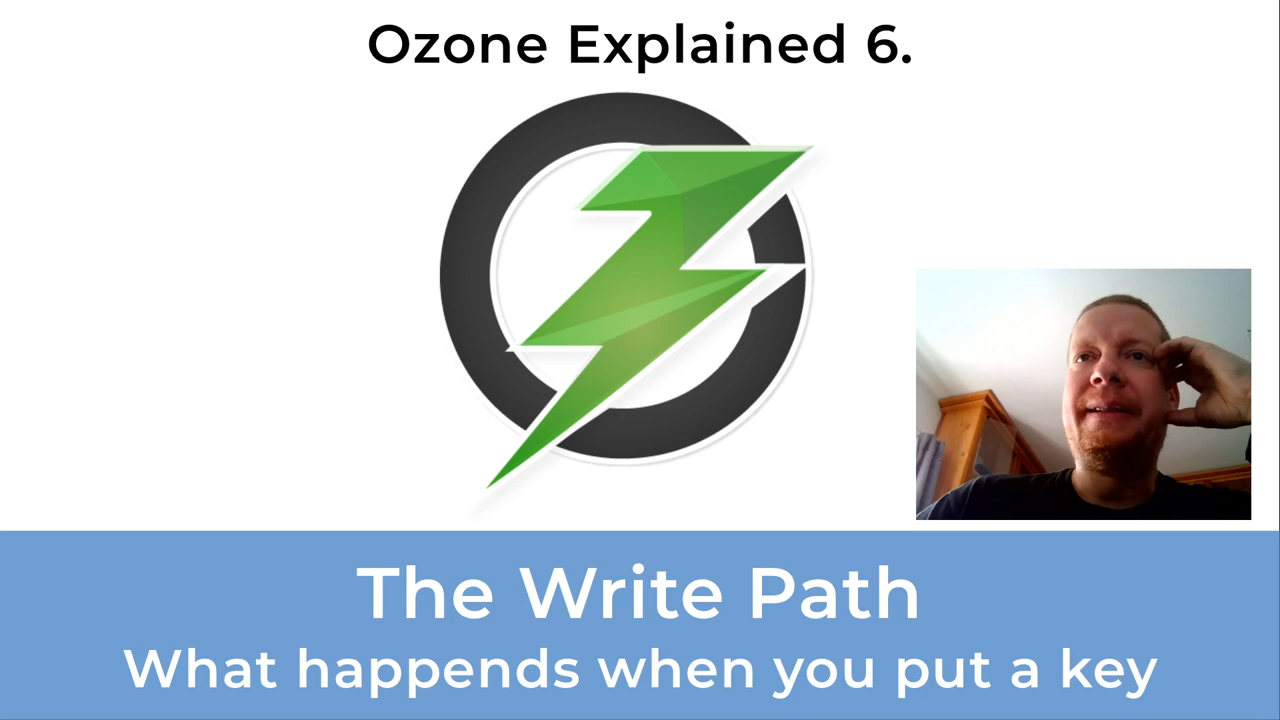 Ozone Explained 6.
The Write Path
What happends when you put a key